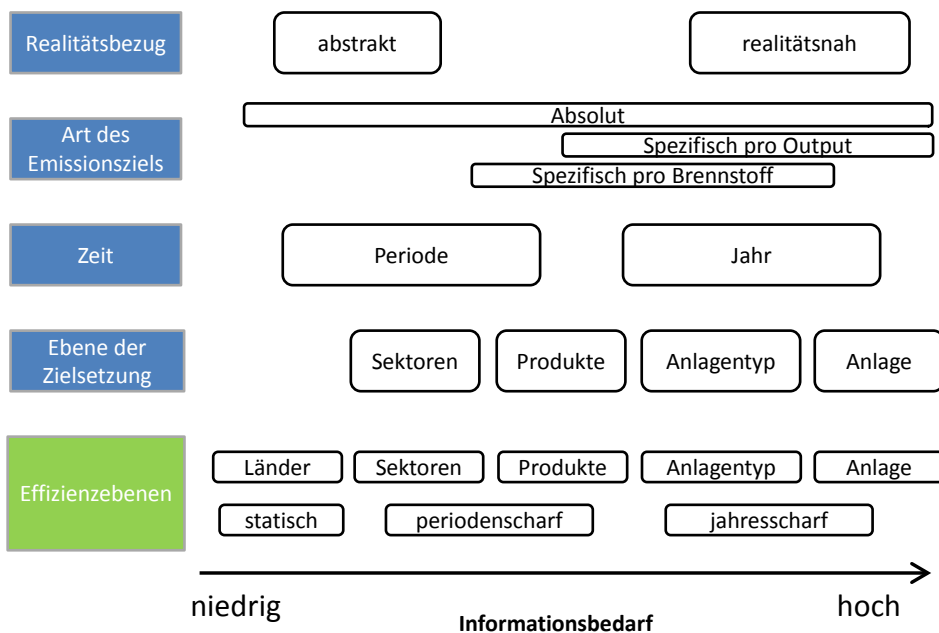 Realitätsbezug
abstrakt
realitätsnah
Art des
Emissionsziels
Absolut
Spezifisch pro Output
Spezifisch pro Brennstoff
Zeit
Periode
Jahr
Ebene der
Zielsetzung
Sektoren
Produkte
Anlagentyp
Anlage
Effizienzebenen
Länder
Sektoren
Produkte
Anlagentyp
Anlage
statisch
periodenscharf
jahresscharf
niedrig
hoch
Informationsbedarf